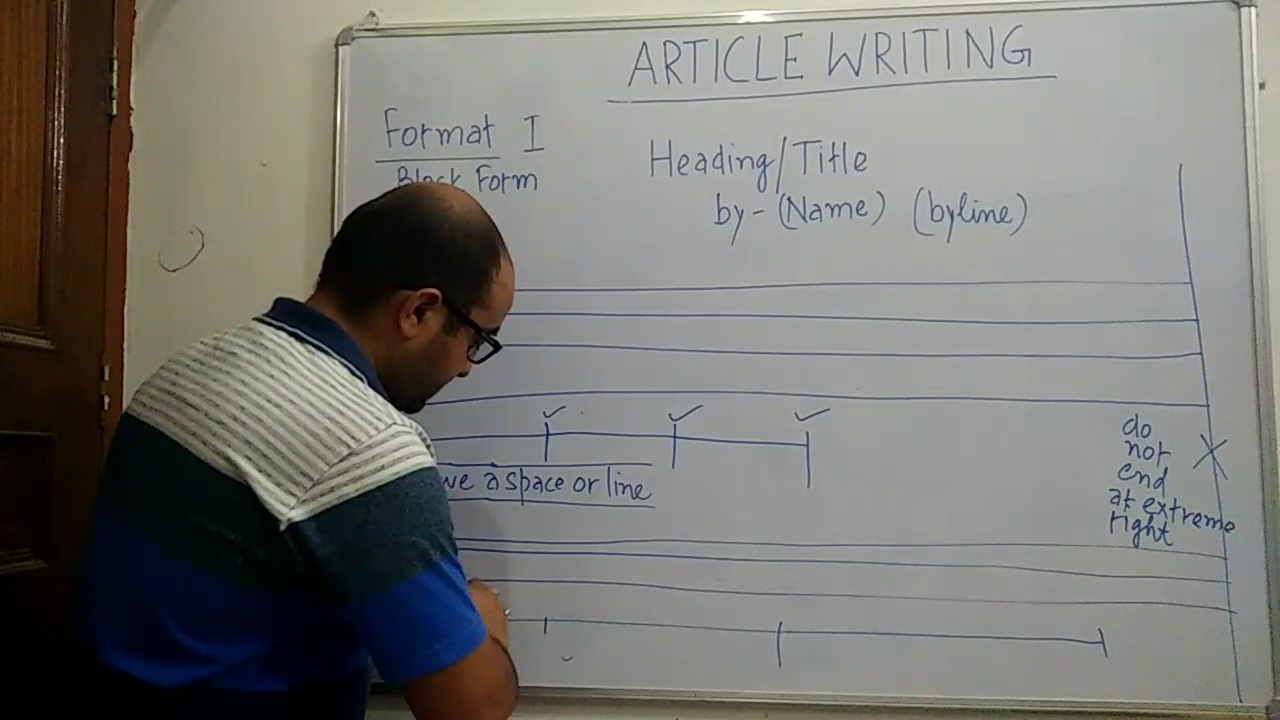 ARTICLE WRITING
Format I
Block Form
Heading/Title
by - (Name) (byline)
do
not
end
at extreme
right
a space or line